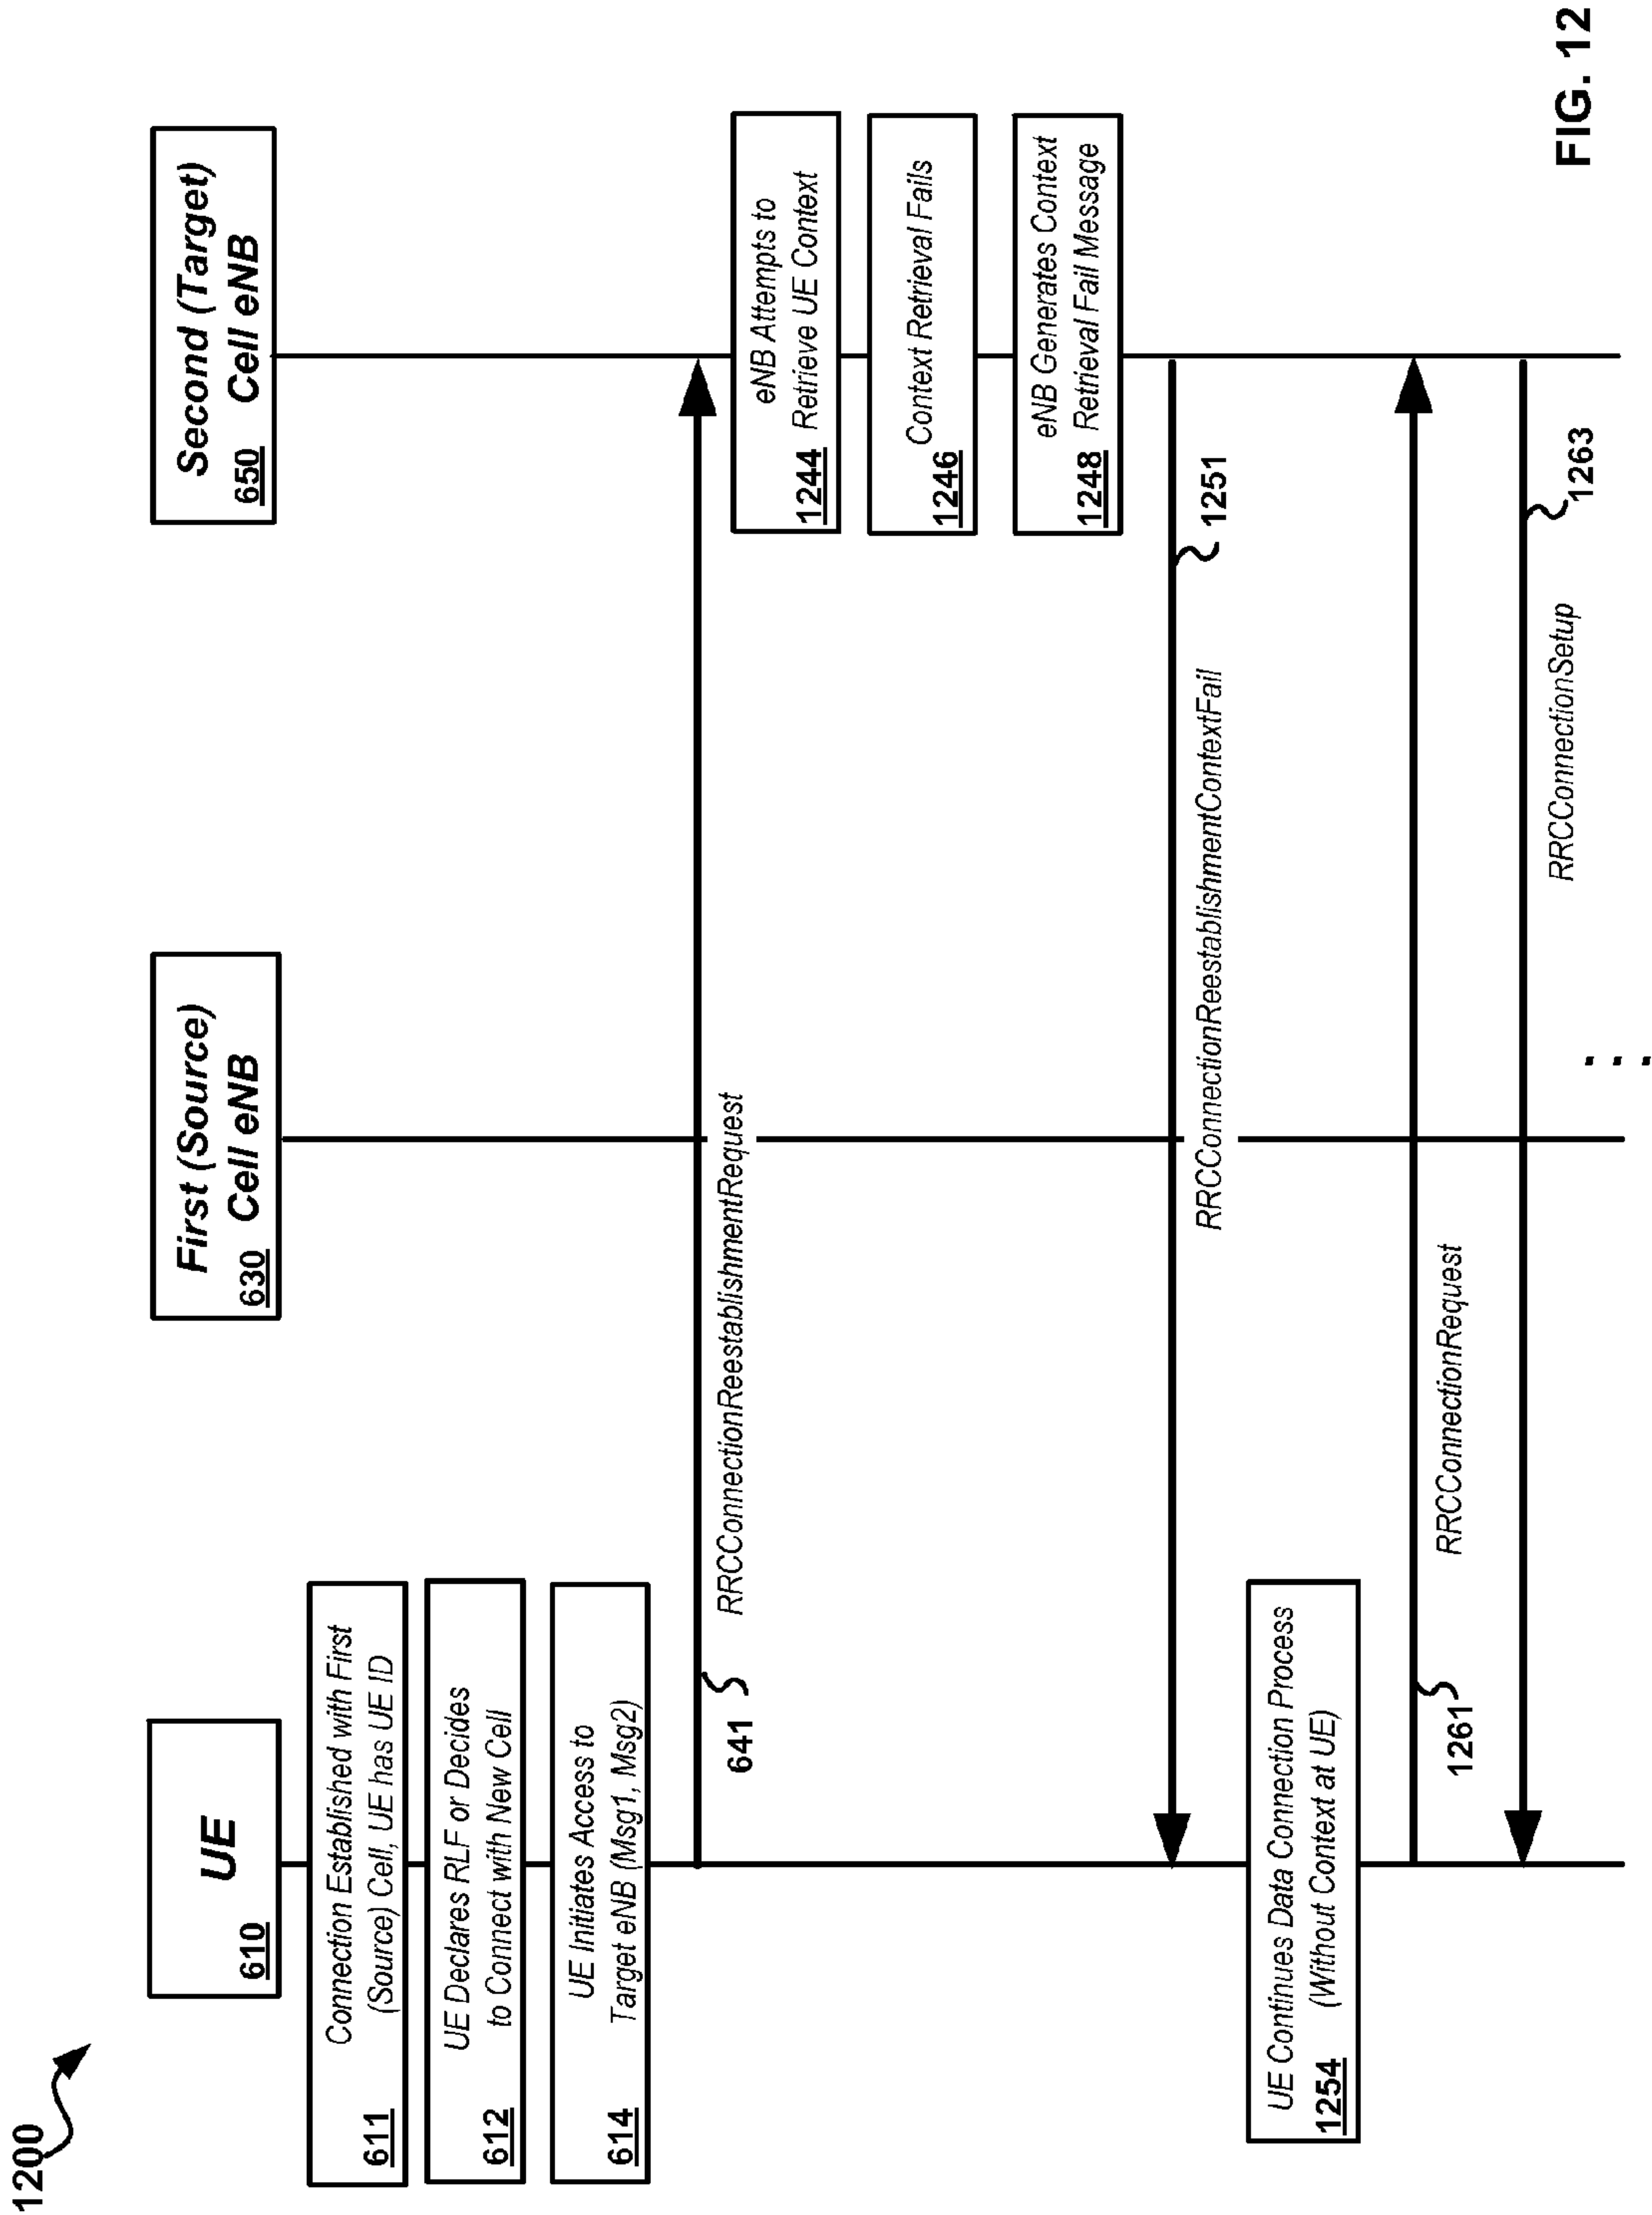 1200
UE
610
First (Source)
630 Cell eNB
Second (Target)
650 Cell eNB
Connection Established with First
611 (Source) Cell, UE has UE ID
UE Declares RLF or Decides
612 to Connect with New Cell
UE Initiates Access to
614 Target eNB (Msg1, Msg2)
641
RRCConnectionReestablishmentRequest
eNB Attempts to
1244 Retrieve UE Context
1246 Context Retrieval Fails
eNB Generates Context
1248 Retrieval Fail Message
RRCConnectionReestablishmentContextFail
1251
UE Continues Data Connection Process
1254 (Without Context at UE)
1261
RRCConnectionRequest
RRCConnectionSetup
1263
. . .
FIG. 12